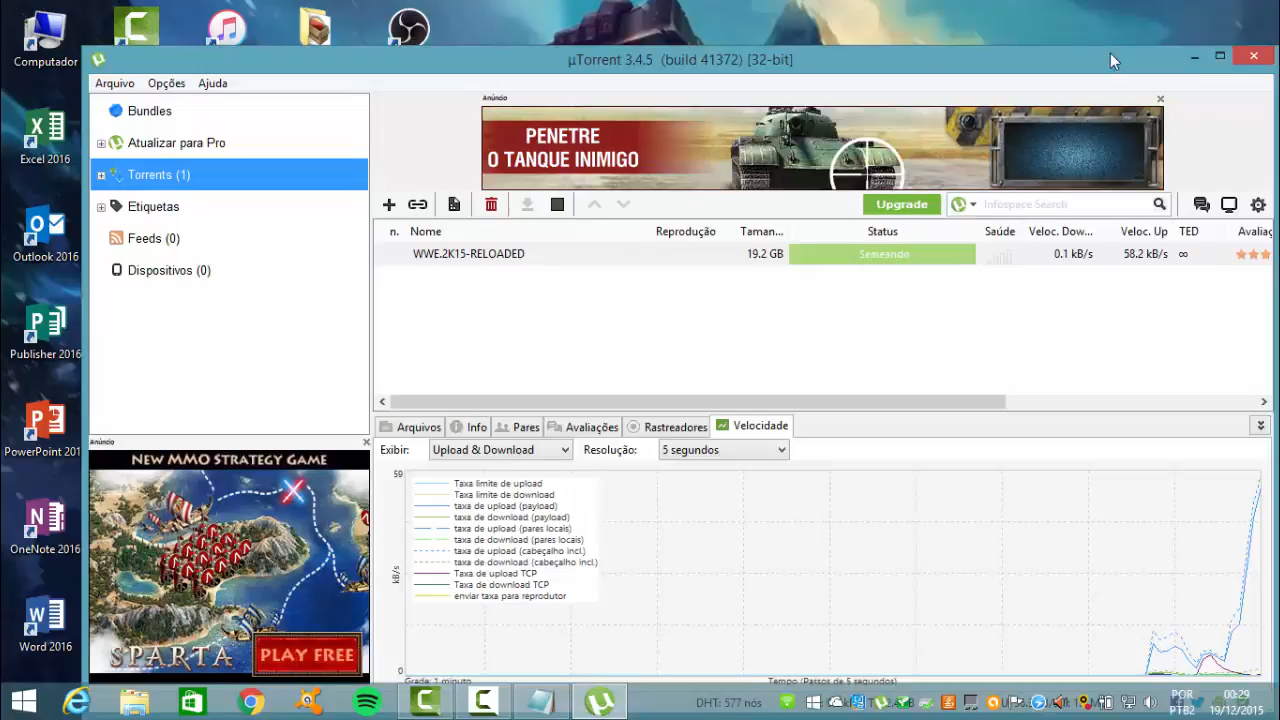 Computador
µTorrent 3.4.5 (build 41372) [32-bit]
Arquivo Opções Ajuda
Bundles
Atualizar para Pro
Torrents (1)
Etiquetas
Feeds (0)
Dispositivos (0)
Excel 2016
Outlook 2016
Publisher 2016
PowerPoint 201
OneNote 2016
Word 2016
Anúncio
PENETRE
O TANQUE INIMIGO
Upgrade
Infospace Search
n. Nome Reprodução Taman... Status Saúde Veloc. Dow... Veloc. Up TED Avaliaç
WWE.2K15-RELOADED 19.2 GB Semeando 0.1 kB/s 58.2 kB/s ∞
Arquivos Info Pares Avaliações Rastreadores Velocidade
Exibir: Upload & Download Resolução: 5 segundos
59
Taxa limite de upload
Taxa limite de download
taxa de upload (payload)
taxa de download (payload)
taxa de upload (pares locais)
taxa de download (pares locais)
taxa de upload (cabeçalho incl.)
taxa de download (cabeçalho incl.)
Taxa de upload TCP
Taxa de download TCP
enviar taxa para reprodutor
kB/s
0
Grade: 1 minuto
Tempo (Passos de 5 segundos)
Anúncio
NEW MMO STRATEGY GAME
SPARTA
PLAY FREE
DHT: 577 nós
POR
PTB2
00:29
19/12/2015